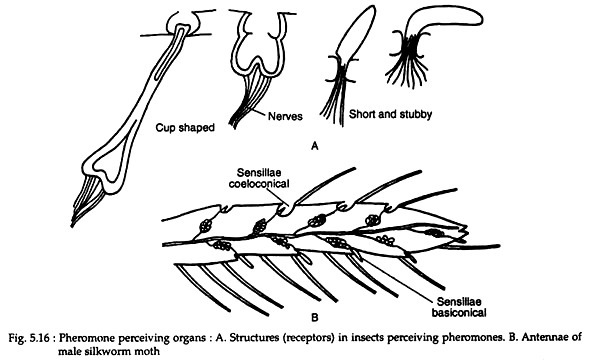 Nerves
Cup shaped
Short and stubby
A
Sensillae
coeloconical
Sensillae
basiconical
B
Fig. 5.16 : Pheromone perceiving organs : A. Structures (receptors) in insects perceiving pheromones. B. Antennae of
male silkworm moth